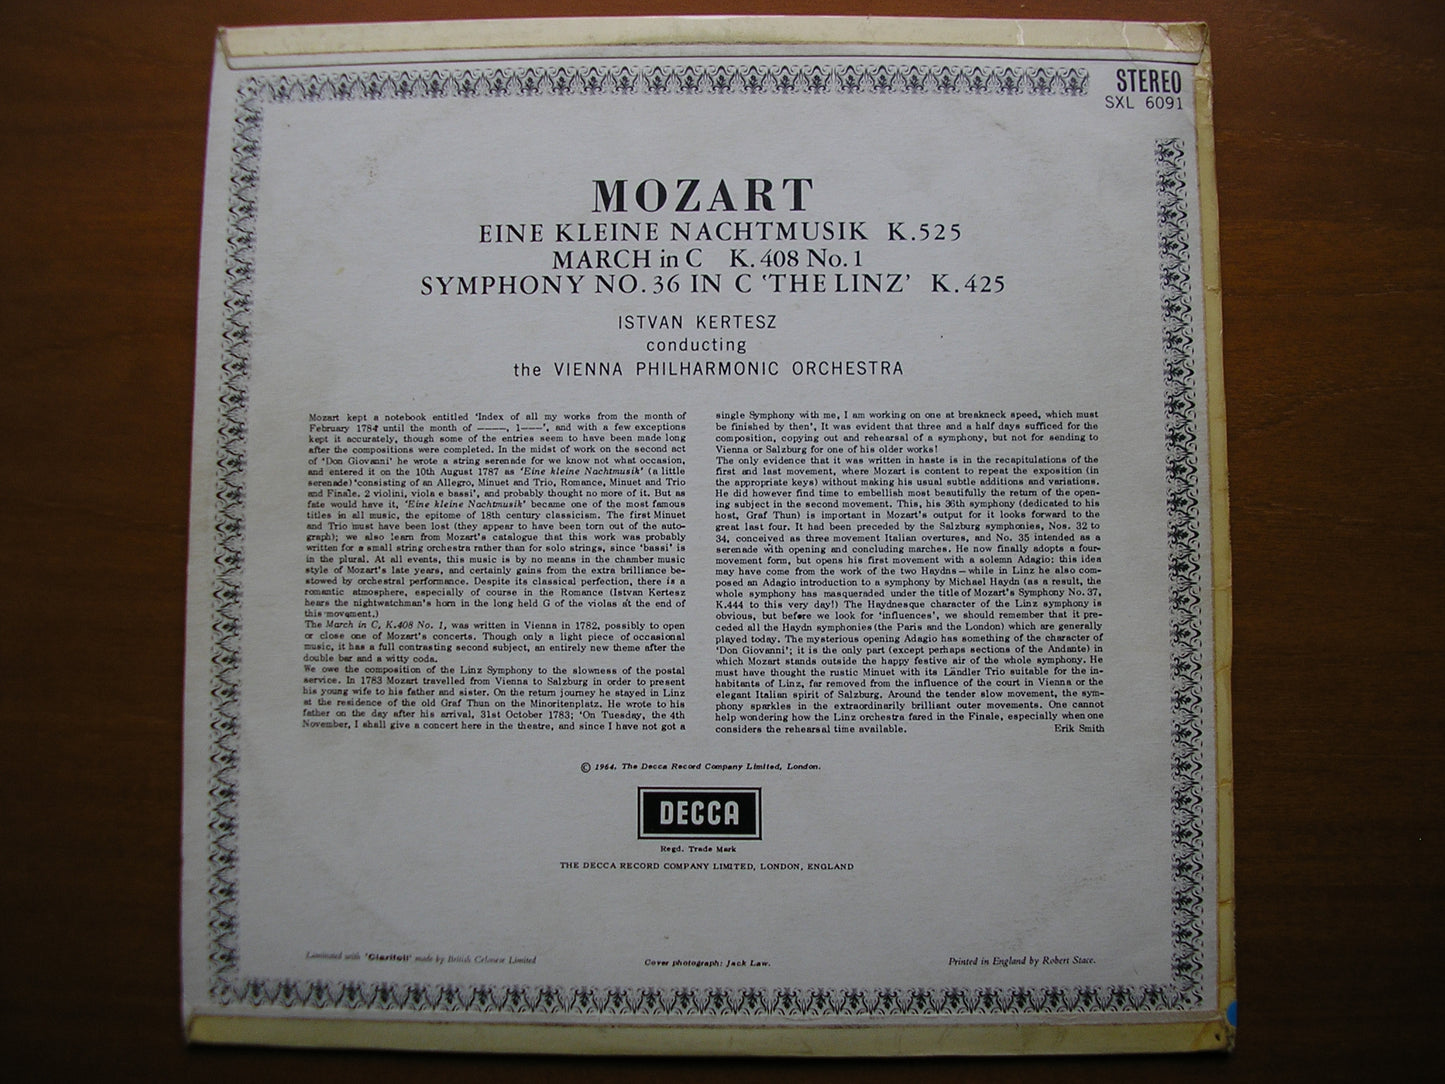 STEREO
SXL 6091
MOZART
EINE KLEINE NACHTMUSIK K.525
MARCH in C K. 408 No. 1
SYMPHONY NO. 36 IN C ‘THE LINZ’ K. 425
ISTVAN KERTESZ
conducting
the VIENNA PHILHARMONIC ORCHESTRA
Mozart kept a notebook entitled ‘Index of all my works from the month of
February 1784 until the month of ———, 1——’, and with a few exceptions
kept it accurately, though some of the entries seem to have been made long
after the compositions were completed. In the midst of work on the second act
of ‘Don Giovanni’ he wrote a string serenade for we know not what occasion,
and entered it on the 10th August 1787 as ‘Eine kleine Nachtmusik’ (a little
serenade) ‘consisting of an Allegro, Minuet and Trio, Romance, Minuet and Trio
and Finale. 2 violini, viola e bassi’, and probably thought no more of it. But as
fate would have it, ‘Eine kleine Nachtmusik’ became one of the most famous
titles in all music, the epitome of 18th century classicism. The first Minuet
and Trio must have been lost (they appear to have been torn out of the auto-
graph); we also learn from Mozart's catalogue that this work was probably
written for a small string orchestra rather than for solo strings, since ‘bassi’ is
in the plural. At all events, this music is by no means in the chamber music
style of Mozart's late years, and certainly gains from the extra brilliance be-
stowed by orchestral performance. Despite its classical perfection, there is a
romantic atmosphere, especially of course in the Romance (Istvan Kertesz
hears the nightwatchman's horn in the long held G of the violas at the end of
this movement.)
The March in C, K.408 No. 1, was written in Vienna in 1782, possibly to open
or close one of Mozart's concerts. Though only a light piece of occasional
music, it has a full contrasting second subject, an entirely new theme after the
double bar and a witty coda.
We owe the composition of the Linz Symphony to the slowness of the postal
service. In 1783 Mozart travelled from Vienna to Salzburg in order to present
his young wife to his father and sister. On the return journey he stayed in Linz
at the residence of the old Graf Thun on the Minoritenplatz. He wrote to his
father on the day after his arrival, 31st October 1783; ‘On Tuesday, the 4th
November, I shall give a concert here in the theatre, and since I have not got a
single Symphony with me, I am working on one at breakneck speed, which must
be finished by then’. It was evident that three and a half days sufficed for the
composition, copying out and rehearsal of a symphony, but not for sending to
Vienna or Salzburg for one of his older works!
The only evidence that it was written in haste is in the recapitulations of the
first and last movement, where Mozart is content to repeat the exposition (in
the appropriate keys) without making his usual subtle additions and variations.
He did however find time to embellish most beautifully the return of the open-
ing subject in the second movement. This, his 36th symphony (dedicated to his
host, Graf Thun) is important in Mozart's output for it looks forward to the
great last four. It had been preceded by the Salzburg symphonies, Nos. 32 to
34, conceived as three movement Italian overtures, and No. 35 intended as a
serenade with opening and concluding marches. He now finally adopts a four-
movement form, but opens his first movement with a solemn Adagio; this idea
may have come from the work of the two Haydns – while in Linz he also com-
posed an Adagio introduction to a symphony by Michael Haydn (as a result, the
whole symphony has masqueraded under the title of Mozart's Symphony No. 37,
K.444 to this very day!) The Haydnesque character of the Linz symphony is
obvious, but before we look for ‘influences’, we should remember that it pre-
ceded all the Haydn symphonies (the Paris and the London) which are generally
played today. The mysterious opening Adagio has something of the character of
‘Don Giovanni’; it is the only part (except perhaps sections of the Andante) in
which Mozart stands outside the happy festive air of the whole symphony. He
must have thought the rustic Minuet with its Ländler Trio suitable for the in-
habitants of Linz, far removed from the influence of the court in Vienna or the
elegant Italian spirit of Salzburg. Around the tender slow movement, the sym-
phony sparkles in the extraordinarily brilliant outer movements. One cannot
help wondering how the Linz orchestra fared in the Finale, especially when one
considers the rehearsal time available. Erik Smith
© 1964, The Decca Record Company Limited, London.
DECCA
Regd. Trade Mark
THE DECCA RECORD COMPANY LIMITED, LONDON, ENGLAND
Laminated with ‘Clarifoil’ made by British Celanese Limited
Cover photograph: Jack Law.
Printed in England by Robert Stace.